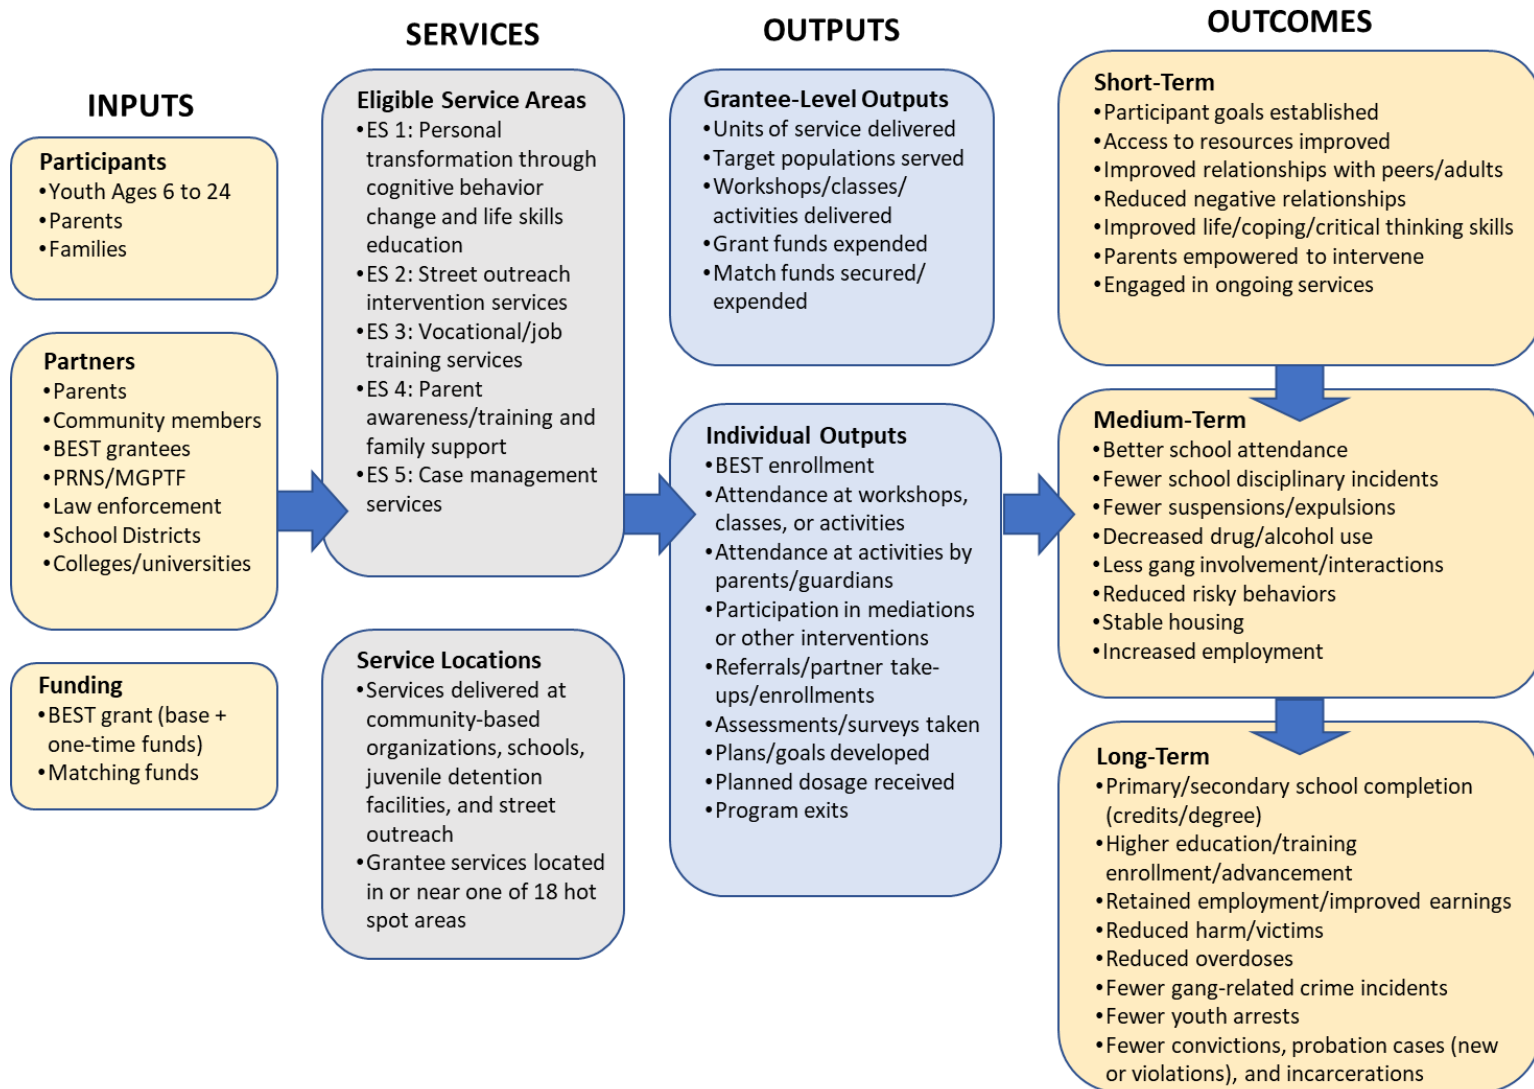 INPUTS
Participants
•Youth Ages 6 to 24
•Parents
•Families
Partners
•Parents
•Community members
•BEST grantees
•PRNS/MGPTF
•Law enforcement
•School Districts
•Colleges/universities
Funding
•BEST grant (base +
one-time funds)
•Matching funds
SERVICES
Eligible Service Areas
•ES 1: Personal
transformation through
cognitive behavior
change and life skills
education
•ES 2: Street outreach
intervention services
•ES 3: Vocational/job
training services
•ES 4: Parent
awareness/training and
family support
•ES 5: Case management
services
Service Locations
•Services delivered at
community-based
organizations, schools,
juvenile detention
facilities, and street
outreach
•Grantee services located
in or near one of 18 hot
spot areas
OUTPUTS
Grantee-Level Outputs
•Units of service delivered
•Target populations served
•Workshops/classes/
activities delivered
•Grant funds expended
•Match funds secured/
expended
Individual Outputs
•BEST enrollment
•Attendance at workshops,
classes, or activities
•Attendance at activities by
parents/guardians
•Participation in mediations
or other interventions
•Referrals/partner take-
ups/enrollments
•Assessments/surveys taken
•Plans/goals developed
•Planned dosage received
•Program exits
OUTCOMES
Short-Term
•Participant goals established
•Access to resources improved
•Improved relationships with peers/adults
•Reduced negative relationships
•Improved life/coping/critical thinking skills
•Parents empowered to intervene
•Engaged in ongoing services
Medium-Term
•Better school attendance
•Fewer school disciplinary incidents
•Fewer suspensions/expulsions
•Decreased drug/alcohol use
•Less gang involvement/interactions
•Reduced risky behaviors
•Stable housing
•Increased employment
Long-Term
•Primary/secondary school completion
(credits/degree)
•Higher education/training
enrollment/advancement
•Retained employment/improved earnings
•Reduced harm/victims
•Reduced overdoses
•Fewer gang-related crime incidents
•Fewer youth arrests
•Fewer convictions, probation cases (new
or violations), and incarcerations